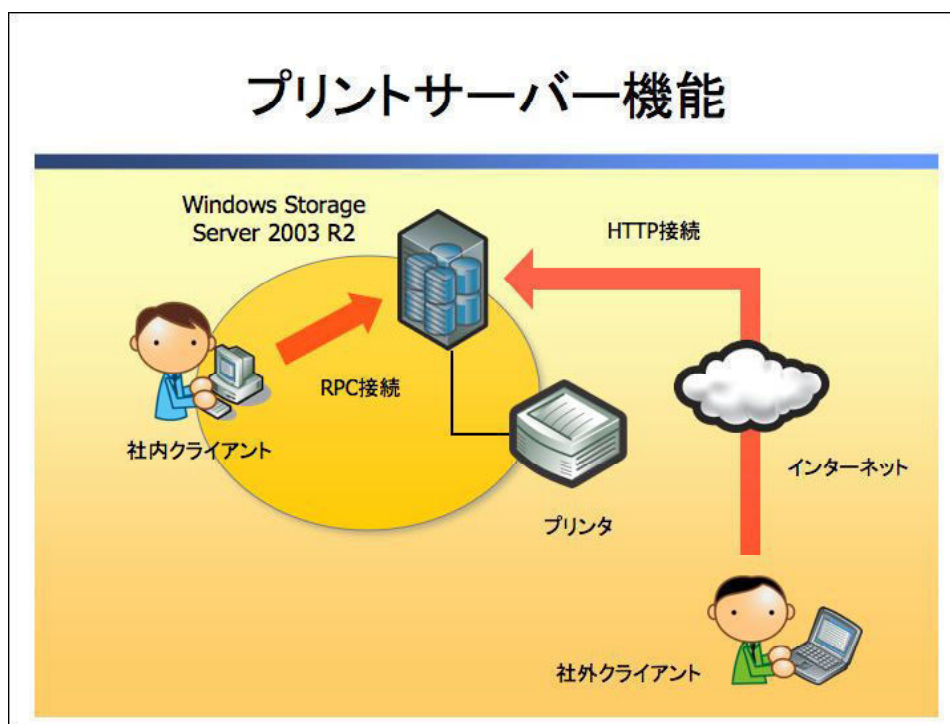 プリントサーバー機能
Windows Storage
Server 2003 R2
HTTP接続
RPC接続
社内クライアント
インターネット
プリンタ
社外クライアント